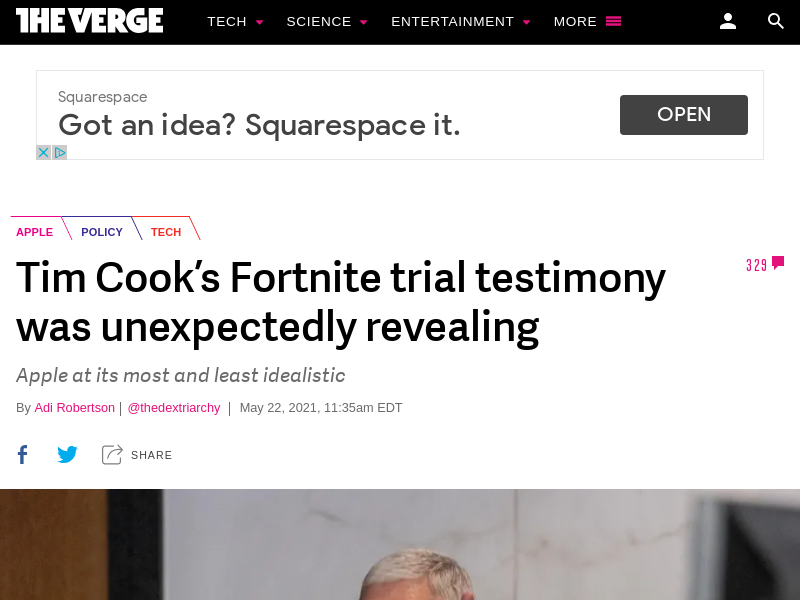 THE VERGE TECH SCIENCE ENTERTAINMENT MORE
Squarespace
Got an idea? Squarespace it.
OPEN
APPLE POLICY TECH
Tim Cook’s Fortnite trial testimony
was unexpectedly revealing
329
Apple at its most and least idealistic
By Adi Robertson | @thedextriarchy | May 22, 2021, 11:35am EDT
SHARE